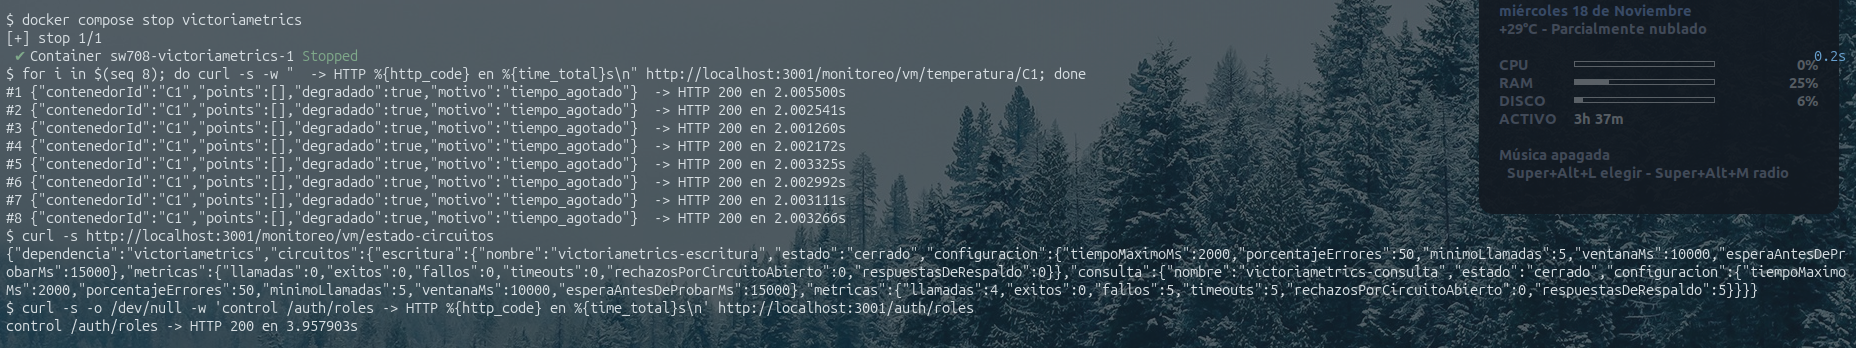 $ docker compose stop victoriametrics
[+] stop 1/1
✔ Container sw708-victoriametrics-1 Stopped
0.2s
$ for i in $(seq 8); do curl -s -w "  -> HTTP %{http_code} en %{time_total}s\n" http://localhost:3001/monitoreo/vm/temperatura/C1; done
#1 {"contenedorId":"C1","points":[],"degradado":true,"motivo":"tiempo_agotado"}  -> HTTP 200 en 2.005500s
#2 {"contenedorId":"C1","points":[],"degradado":true,"motivo":"tiempo_agotado"}  -> HTTP 200 en 2.002541s
#3 {"contenedorId":"C1","points":[],"degradado":true,"motivo":"tiempo_agotado"}  -> HTTP 200 en 2.001260s
#4 {"contenedorId":"C1","points":[],"degradado":true,"motivo":"tiempo_agotado"}  -> HTTP 200 en 2.002172s
#5 {"contenedorId":"C1","points":[],"degradado":true,"motivo":"tiempo_agotado"}  -> HTTP 200 en 2.003325s
#6 {"contenedorId":"C1","points":[],"degradado":true,"motivo":"tiempo_agotado"}  -> HTTP 200 en 2.002992s
#7 {"contenedorId":"C1","points":[],"degradado":true,"motivo":"tiempo_agotado"}  -> HTTP 200 en 2.003111s
#8 {"contenedorId":"C1","points":[],"degradado":true,"motivo":"tiempo_agotado"}  -> HTTP 200 en 2.003266s
$ curl -s http://localhost:3001/monitoreo/vm/estado-circuitos
{"dependencia":"victoriametrics","circuitos":{"escritura":{"nombre":"victoriametrics-escritura","estado":"cerrado","configuracion":{"tiempoMaximoMs":2000,"porcentajeErrores":50,"minimoLlamadas":5,"ventanaMs":10000,"esperaAntesDePr
obarMs":15000},"metricas":{"llamadas":0,"exitos":0,"fallos":0,"timeouts":0,"rechazosPorCircuitoAbierto":0,"respuestasDeRespaldo":0}},"consulta":{"nombre":"victoriametrics-consulta","estado":"cerrado","configuracion":{"tiempoMaximo
Ms":2000,"porcentajeErrores":50,"minimoLlamadas":5,"ventanaMs":10000,"esperaAntesDeProbarMs":15000},"metricas":{"llamadas":4,"exitos":0,"fallos":5,"timeouts":5,"rechazosPorCircuitoAbierto":0,"respuestasDeRespaldo":5}}}}
$ curl -s -o /dev/null -w 'control /auth/roles -> HTTP %{http_code} en %{time_total}s\n' http://localhost:3001/auth/roles
control /auth/roles -> HTTP 200 en 3.957903s
miércoles 18 de Noviembre
+29°C - Parcialmente nublado
CPU 0%
RAM 25%
DISCO 6%
ACTIVO 3h 37m
Música apagada
Super+Alt+L elegir - Super+Alt+M radio